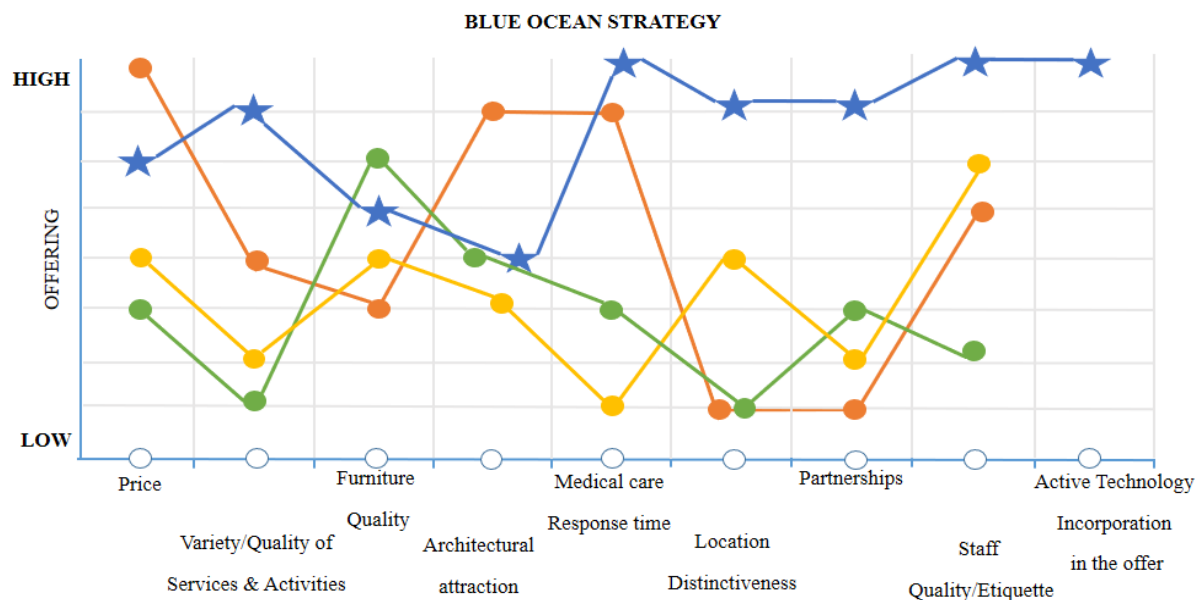 BLUE OCEAN STRATEGY
HIGH
OFFERING
LOW
Price
Variety/Quality of
Services & Activities
Furniture
Quality
Architectural
attraction
Medical care
Response time
Location
Distinctiveness
Partnerships
Staff
Quality/Etiquette
Active Technology
Incorporation
in the offer